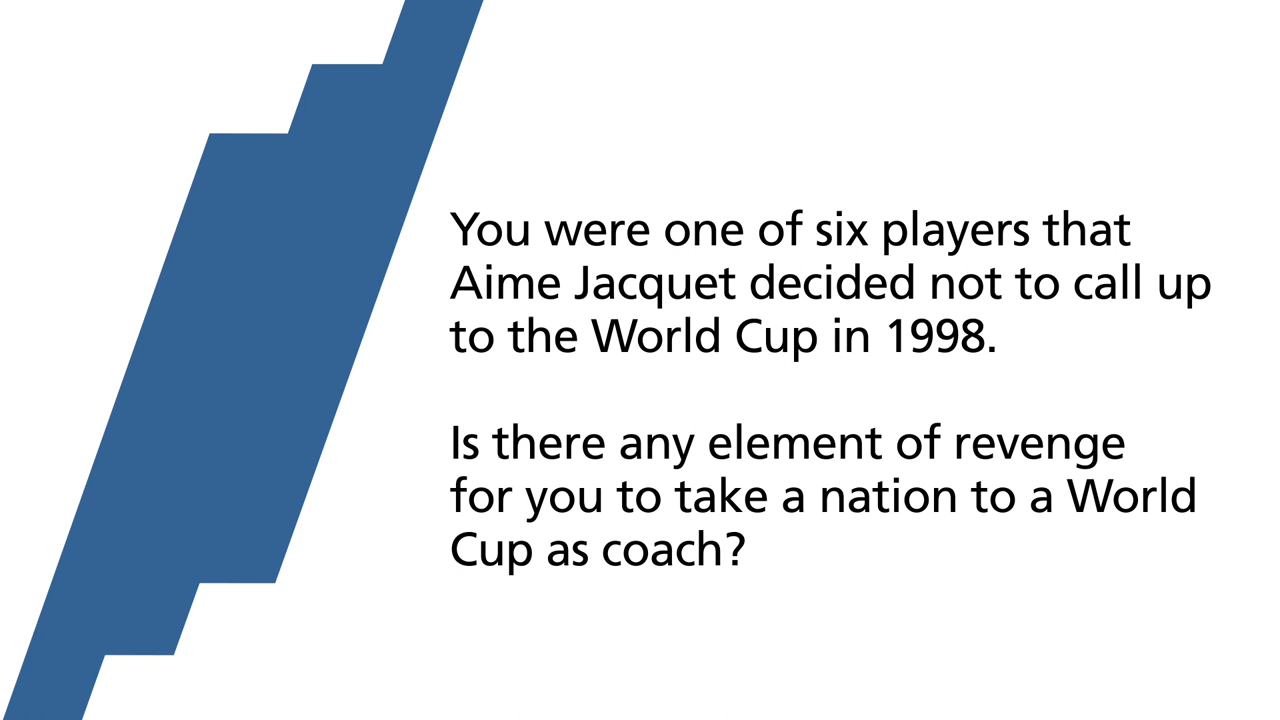 You were one of six players that
Aime Jacquet decided not to call up
to the World Cup in 1998.
Is there any element of revenge
for you to take a nation to a World
Cup as coach?